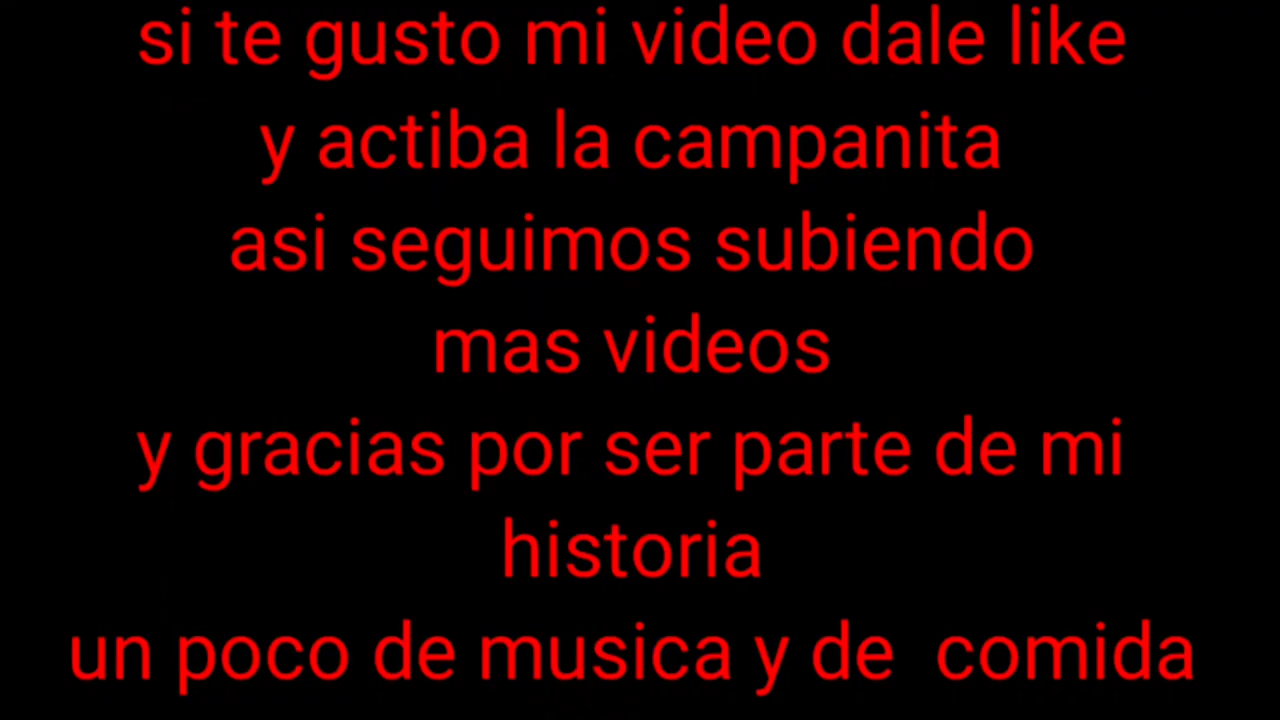 si te gusto mi video dale like
y actiba la campanita
asi seguimos subiendo
mas videos
y gracias por ser parte de mi
historia
un poco de musica y de  comida